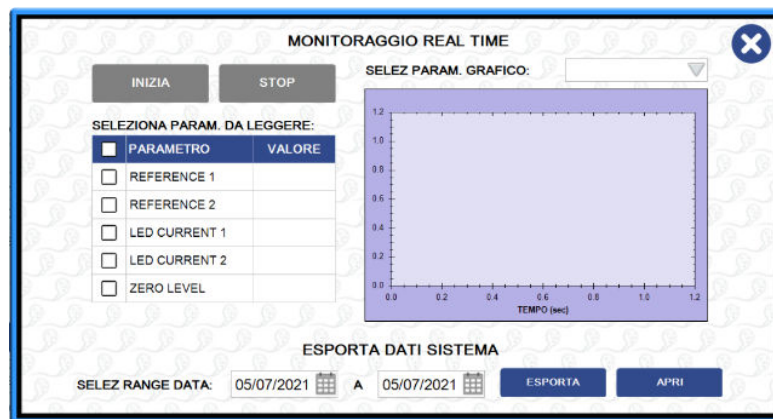 MONITORAGGIO REAL TIME
INIZIA STOP
SELEZ PARAM. GRAFICO:
SELEZIONA PARAM. DA LEGGERE:
PARAMETRO VALORE
REFERENCE 1
REFERENCE 2
LED CURRENT 1
LED CURRENT 2
ZERO LEVEL
1.2
1.0
0.8
0.6
0.4
0.2
0.0
0.0 0.2 0.4 0.6 0.8 1.0 1.2
TEMPO (sec)
ESPORTA DATI SISTEMA
SELEZ RANGE DATA: 05/07/2021 A 05/07/2021 ESPORTA APRI